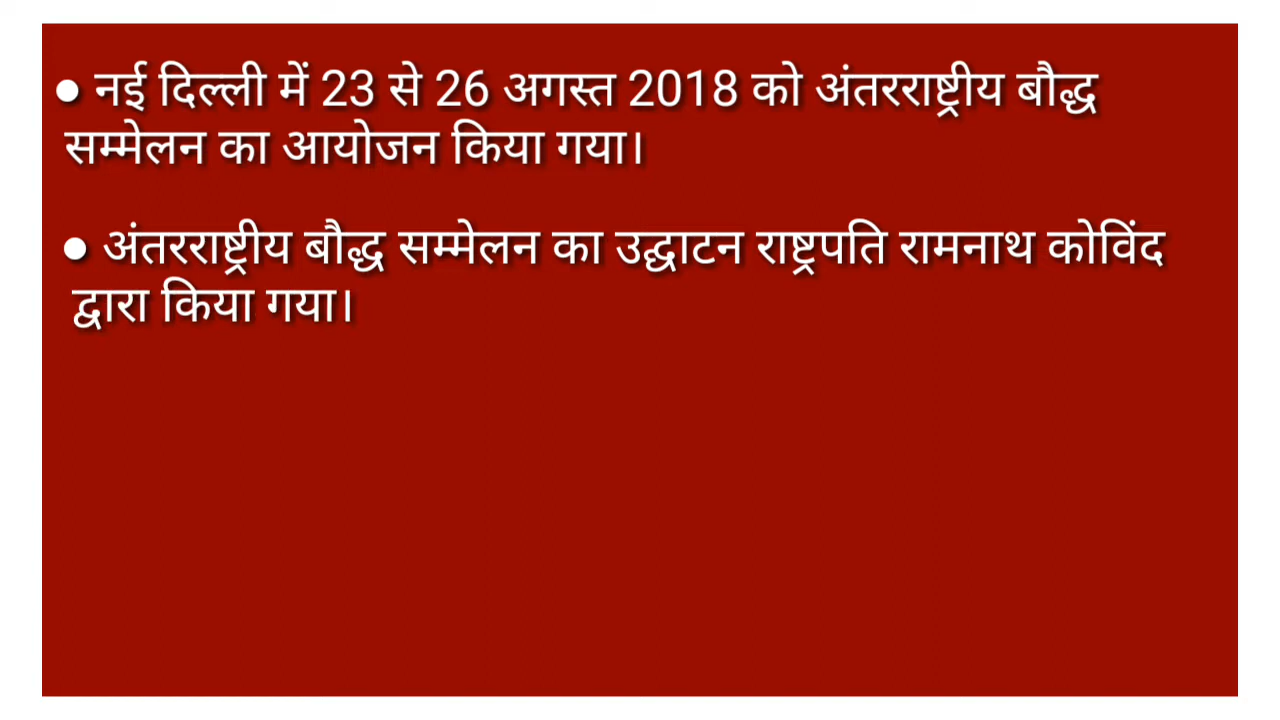 ● नई दिल्ली में 23 से 26 अगस्त 2018 को अंतरराष्ट्रीय बौद्ध
सम्मेलन का आयोजन किया गया।
● अंतरराष्ट्रीय बौद्ध सम्मेलन का उद्घाटन राष्ट्रपति रामनाथ कोविंद
द्वारा किया गया।